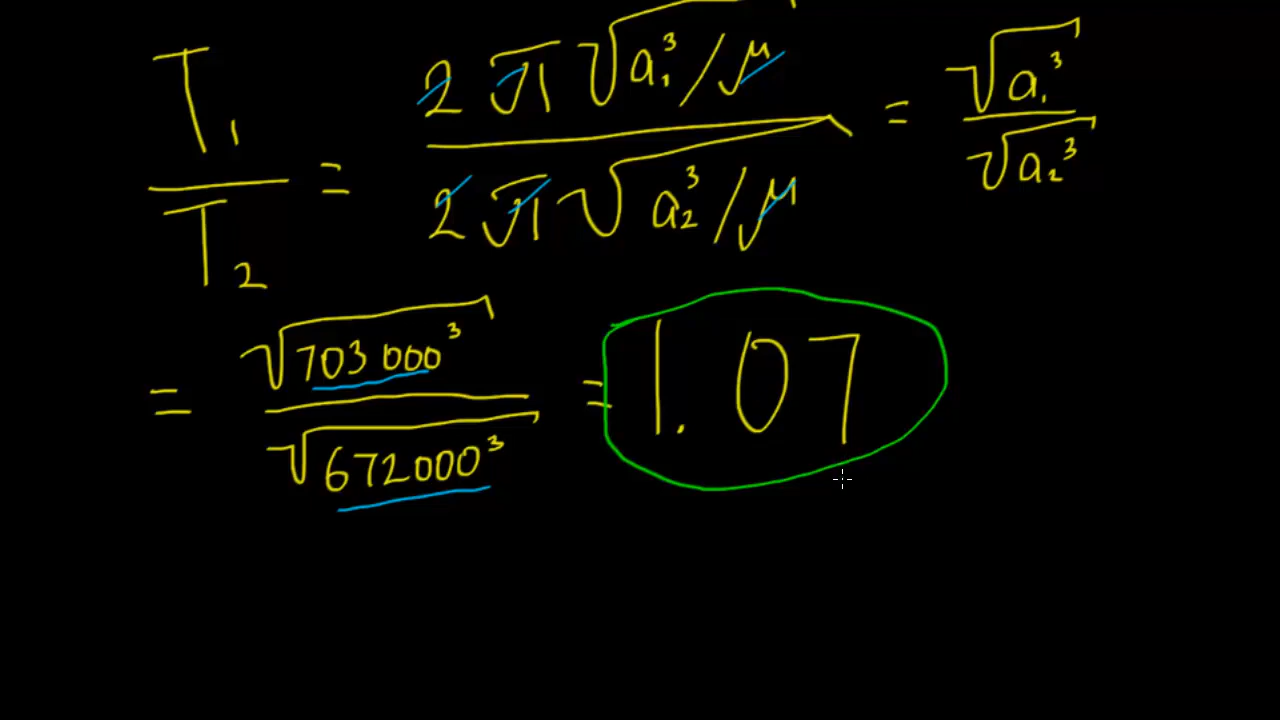 T₁/T₂ = 2π√(a₁³/μ) / 2π√(a₂³/μ) = √a₁³ / √a₂³
= √703000³ / √672000³ = 1.07